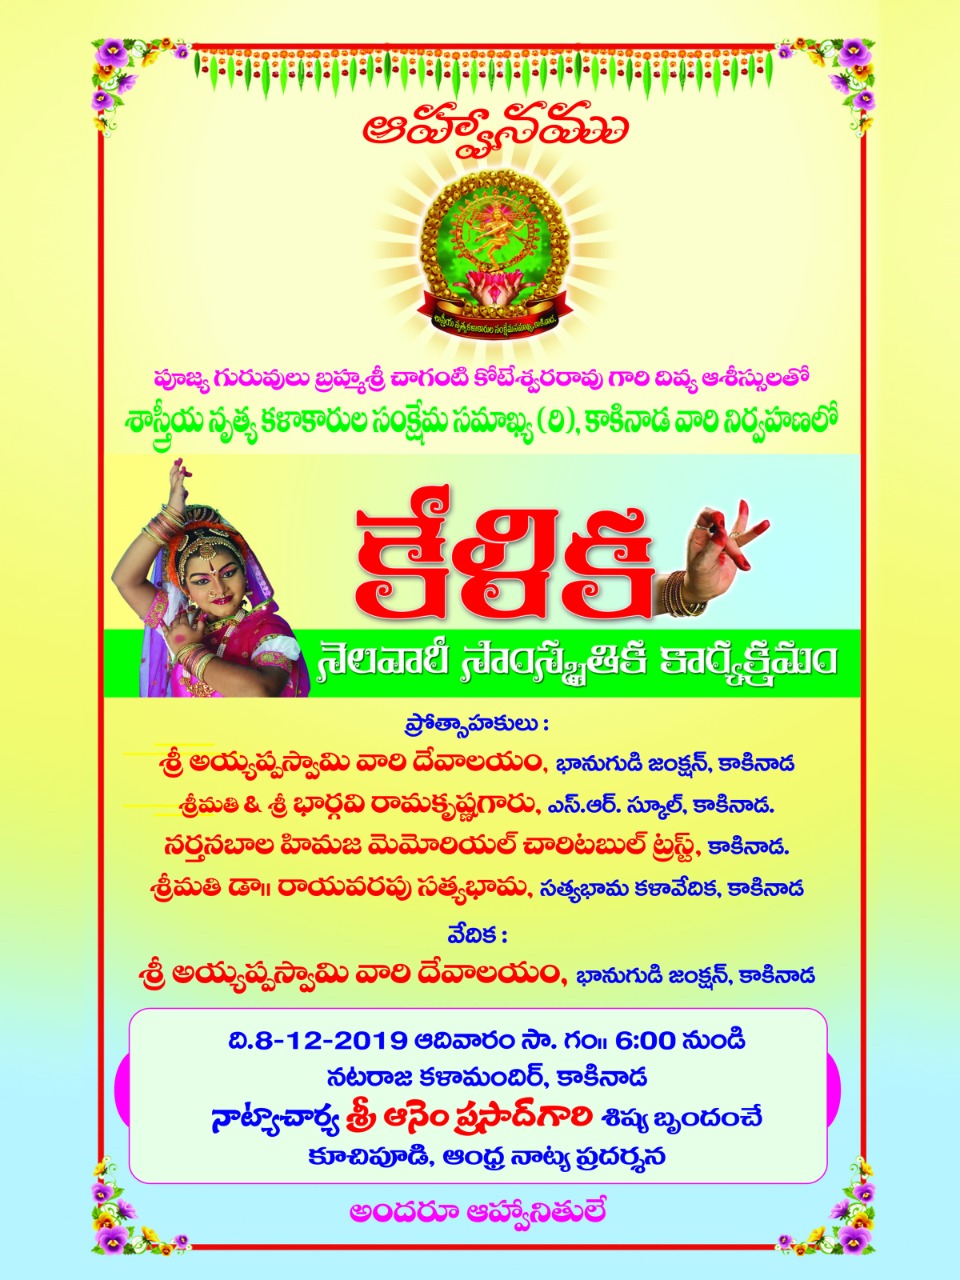 ఆహ్వానము
శాస్త్రీయ నృత్యకళాకారుల సంక్షేమ సమాఖ్య, కాకినాడ.
పూజ్య గురువులు బ్రహ్మశ్రీ చాగంటి కోటేశ్వరరావు గారి దివ్య ఆశీస్సులతో
శాస్త్రీయ నృత్య కళాకారుల సంక్షేమ సమాఖ్య (రి), కాకినాడ వారి నిర్వహణలో
కేళిక
నెలవారీ సాంస్కృతిక కార్యక్రమం
ప్రోత్సాహకులు :
శ్రీ అయ్యప్పస్వామి వారి దేవాలయం, భానుగుడి జంక్షన్, కాకినాడ
శ్రీమతి & శ్రీ భార్గవి రామకృష్ణగారు, ఎస్.ఆర్. స్కూల్, కాకినాడ.
నర్తనబాల హిమజ మెమోరియల్ చారిటబుల్ ట్రస్ట్, కాకినాడ.
శ్రీమతి డా॥ రాయవరపు సత్యభామ, సత్యభామ కళావేదిక, కాకినాడ
వేదిక :
శ్రీ అయ్యప్పస్వామి వారి దేవాలయం, భానుగుడి జంక్షన్, కాకినాడ
ది.8-12-2019 ఆదివారం సా. గం॥ 6:00 నుండి
నటరాజ కళామందిర్, కాకినాడ
నాట్యాచార్య శ్రీ ఆనెం ప్రసాద్‌గారి శిష్య బృందంచే
కూచిపూడి, ఆంధ్ర నాట్య ప్రదర్శన
అందరూ ఆహ్వానితులే